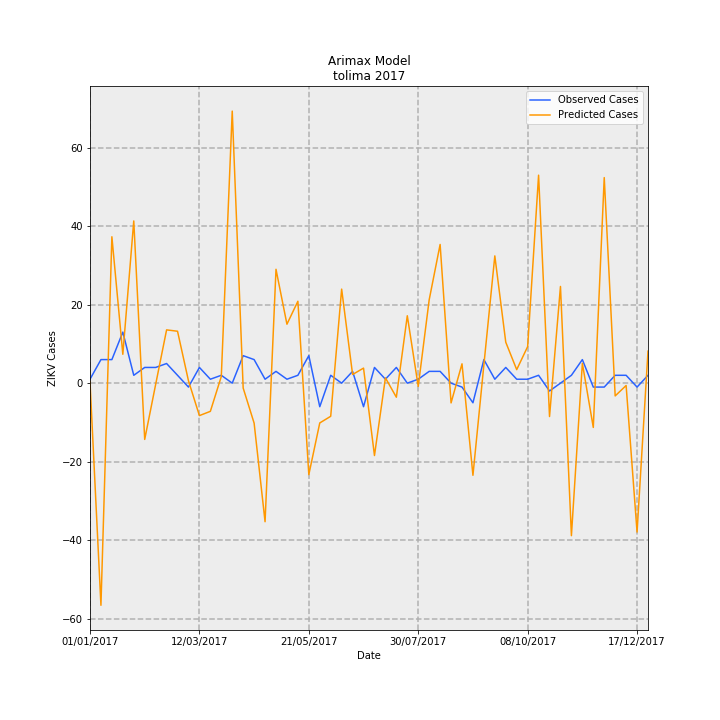 Arimax Model
tolima 2017
Observed Cases
Predicted Cases
ZIKV Cases
60
40
20
0
−20
−40
−60
01/01/2017
12/03/2017
21/05/2017
30/07/2017
08/10/2017
17/12/2017
Date